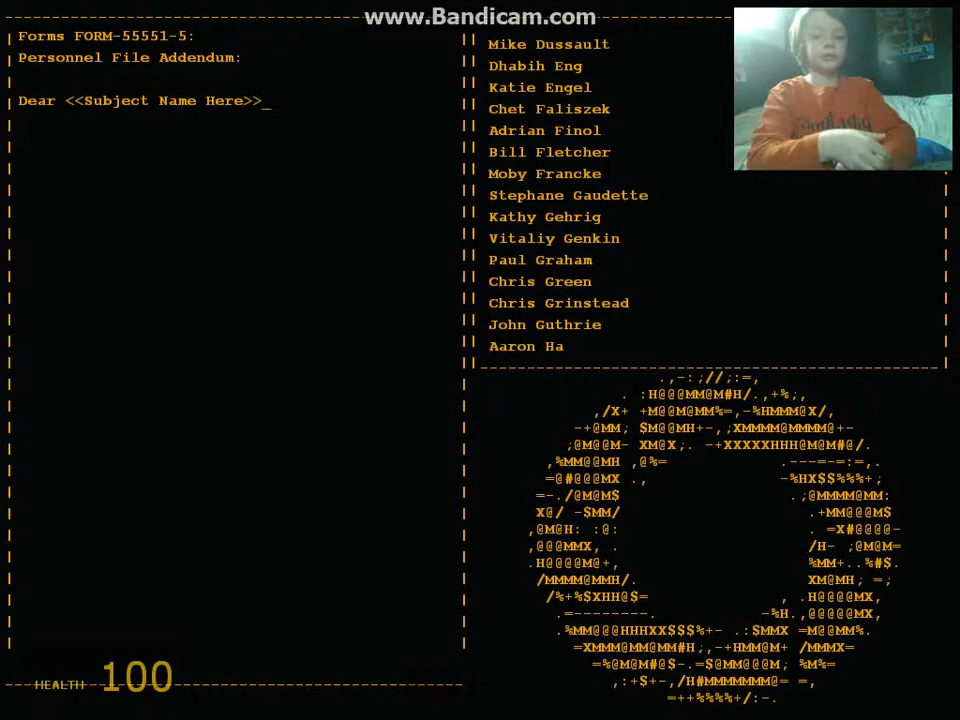 www.Bandicam.com
Forms FORM-55551-5:
Personnel File Addendum:
Dear <<Subject Name Here>>_
Mike Dussault
Dhabih Eng
Katie Engel
Chet Faliszek
Adrian Finol
Bill Fletcher
Moby Francke
Stephane Gaudette
Kathy Gehrig
Vitaliy Genkin
Paul Graham
Chris Green
Chris Grinstead
John Guthrie
Aaron Ha
HEALTH 100